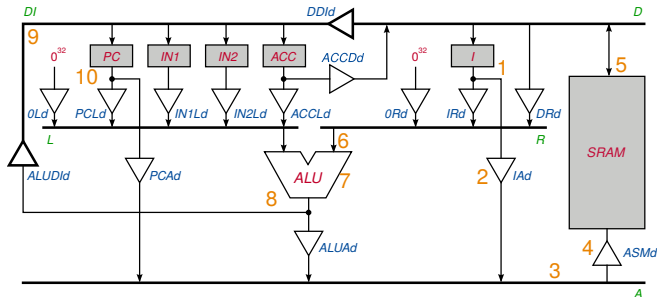 DI DDId D
9
0³² PC IN1 IN2 ACC ACCDd 0³² I
10 1 5
0Ld PCLd IN1Ld IN2Ld ACCLd 0Rd IRd DRd
L 6 R SRAM
ALUDId PCAd ALU 7 2 IAd
8
ALUAd 4 ASMd
3
A